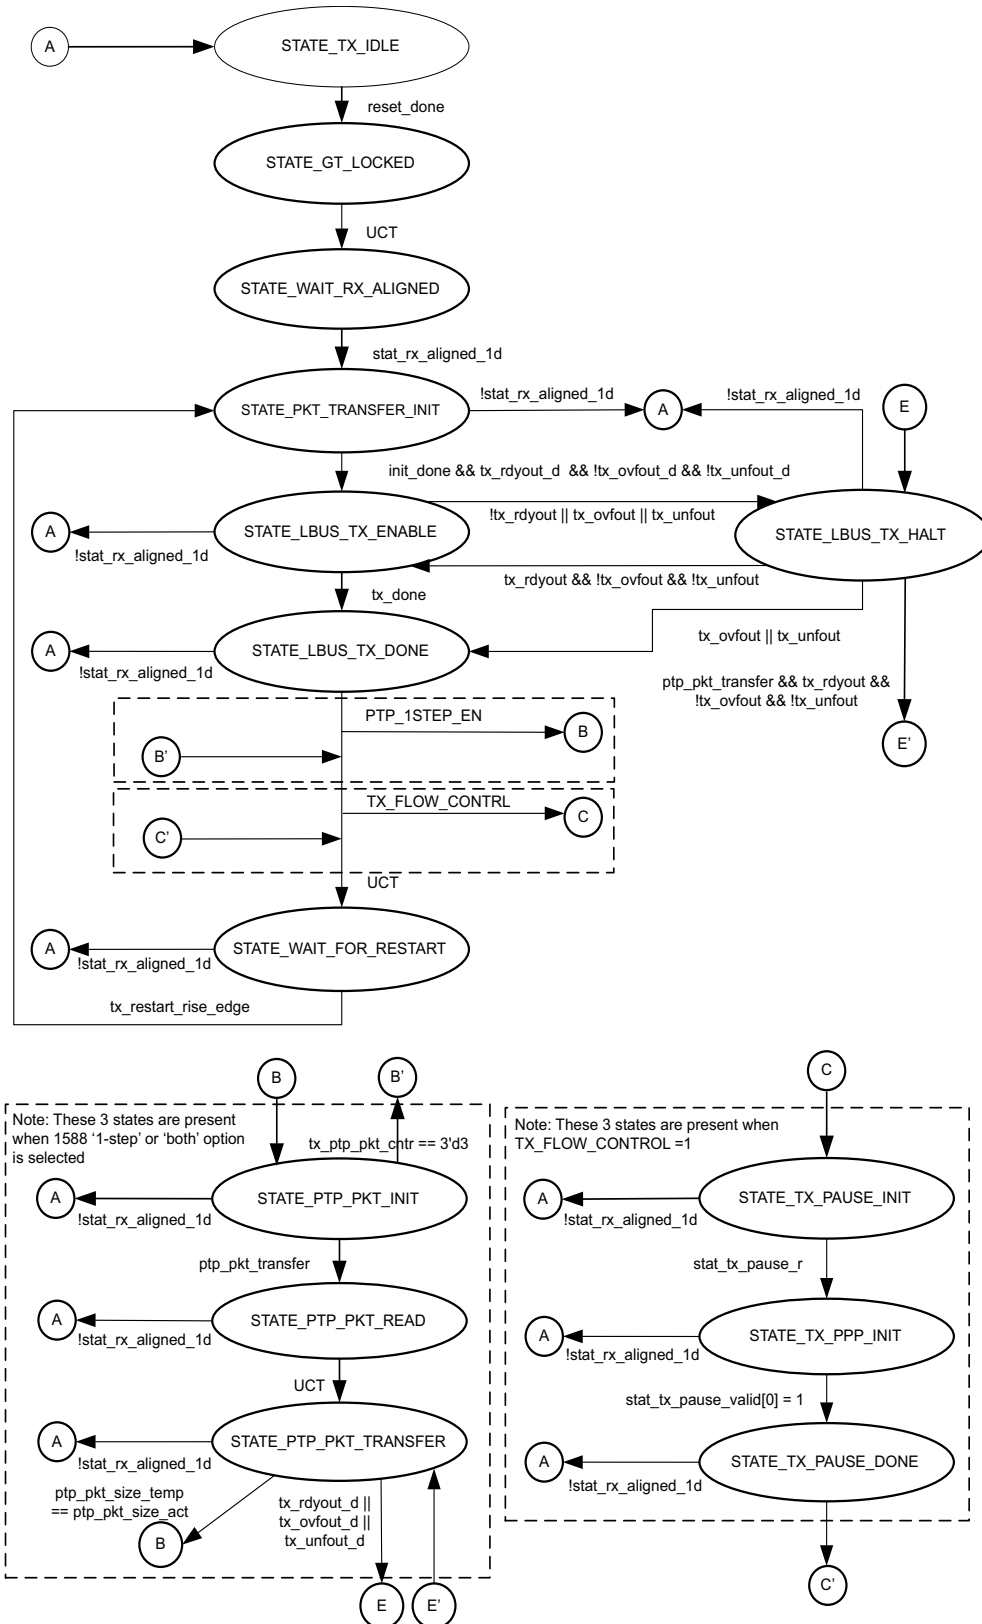 A
STATE_TX_IDLE
reset_done
STATE_GT_LOCKED
UCT
STATE_WAIT_RX_ALIGNED
stat_rx_aligned_1d
STATE_PKT_TRANSFER_INIT
!stat_rx_aligned_1d
A
!stat_rx_aligned_1d
E
init_done && tx_rdyout_d && !tx_ovfout_d && !tx_unfout_d
A
!stat_rx_aligned_1d
STATE_LBUS_TX_ENABLE
!tx_rdyout || tx_ovfout || tx_unfout
STATE_LBUS_TX_HALT
tx_rdyout && !tx_ovfout && !tx_unfout
tx_done
A
!stat_rx_aligned_1d
STATE_LBUS_TX_DONE
tx_ovfout || tx_unfout
ptp_pkt_transfer && tx_rdyout &&
!tx_ovfout && !tx_unfout
E'
PTP_1STEP_EN
B
B'
TX_FLOW_CONTRL
C
C'
UCT
A
!stat_rx_aligned_1d
STATE_WAIT_FOR_RESTART
tx_restart_rise_edge
B
B'
Note: These 3 states are present
when 1588 ‘1-step’ or ‘both’ option
is selected
tx_ptp_pkt_cntr == 3'd3
A
!stat_rx_aligned_1d
STATE_PTP_PKT_INIT
ptp_pkt_transfer
A
!stat_rx_aligned_1d
STATE_PTP_PKT_READ
UCT
A
!stat_rx_aligned_1d
STATE_PTP_PKT_TRANSFER
ptp_pkt_size_temp
== ptp_pkt_size_act
B
tx_rdyout_d ||
tx_ovfout_d ||
tx_unfout_d
E
E'
C
Note: These 3 states are present when
TX_FLOW_CONTROL =1
A
!stat_rx_aligned_1d
STATE_TX_PAUSE_INIT
stat_tx_pause_r
A
!stat_rx_aligned_1d
STATE_TX_PPP_INIT
stat_tx_pause_valid[0] = 1
A
!stat_rx_aligned_1d
STATE_TX_PAUSE_DONE
C'